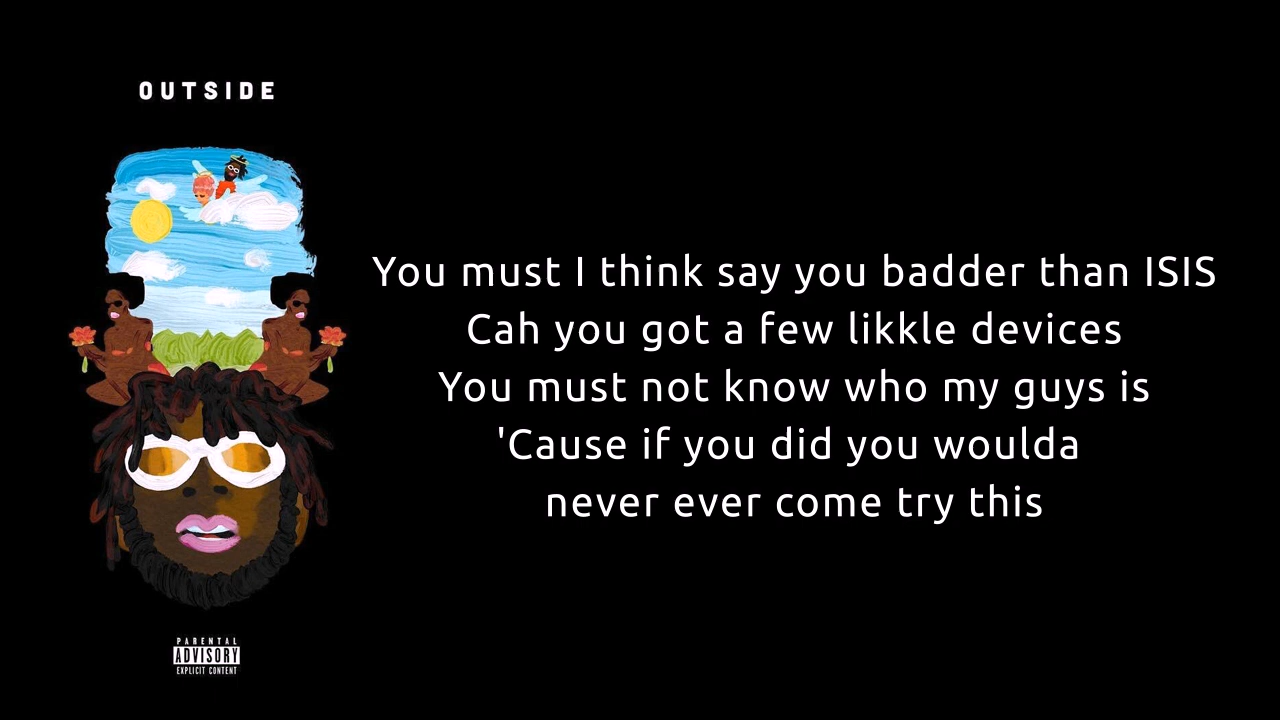 OUTSIDE
You must I think say you badder than ISIS
Cah you got a few likkle devices
You must not know who my guys is
'Cause if you did you woulda
never ever come try this
PARENTAL
ADVISORY
EXPLICIT CONTENT